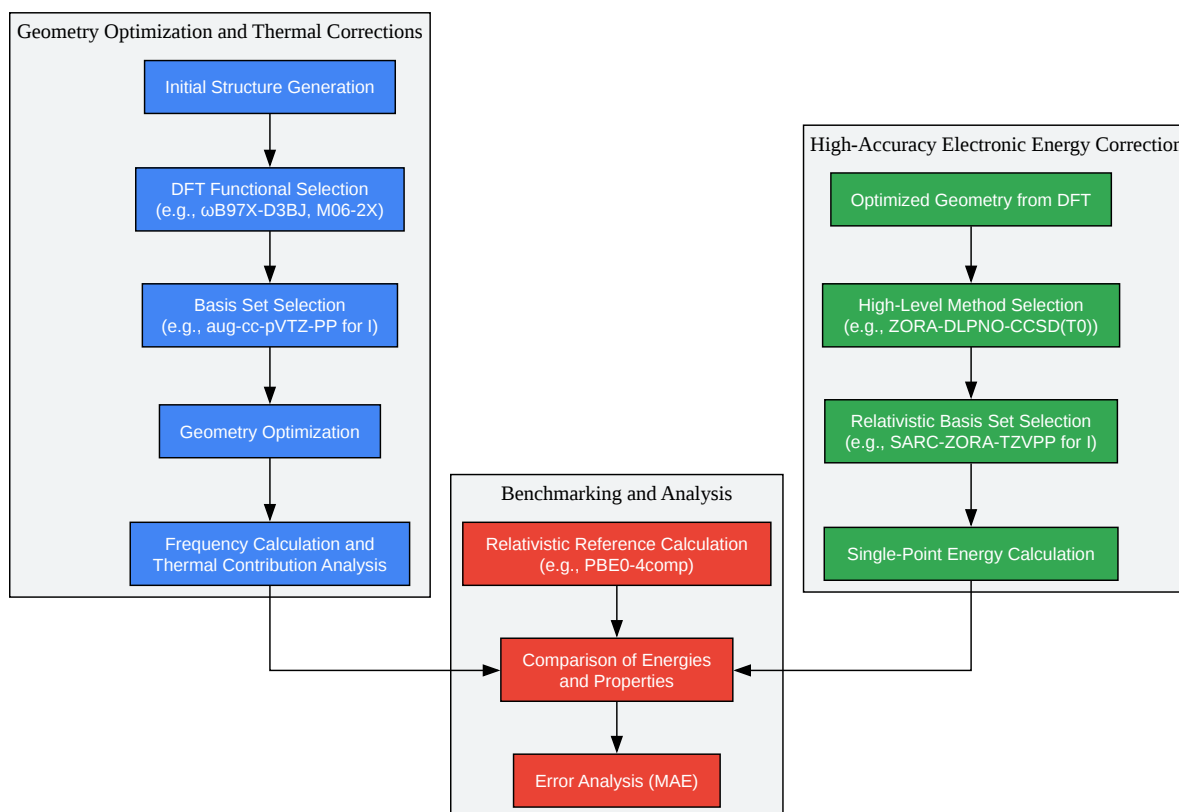 Geometry Optimization and Thermal Corrections
Initial Structure Generation
DFT Functional Selection
(e.g., ωB97X-D3BJ, M06-2X)
Basis Set Selection
(e.g., aug-cc-pVTZ-PP for I)
Geometry Optimization
Frequency Calculation and
Thermal Contribution Analysis
High-Accuracy Electronic Energy Correction
Optimized Geometry from DFT
High-Level Method Selection
(e.g., ZORA-DLPNO-CCSD(T0))
Relativistic Basis Set Selection
(e.g., SARC-ZORA-TZVPP for I)
Single-Point Energy Calculation
Benchmarking and Analysis
Relativistic Reference Calculation
(e.g., PBE0-4comp)
Comparison of Energies
and Properties
Error Analysis (MAE)